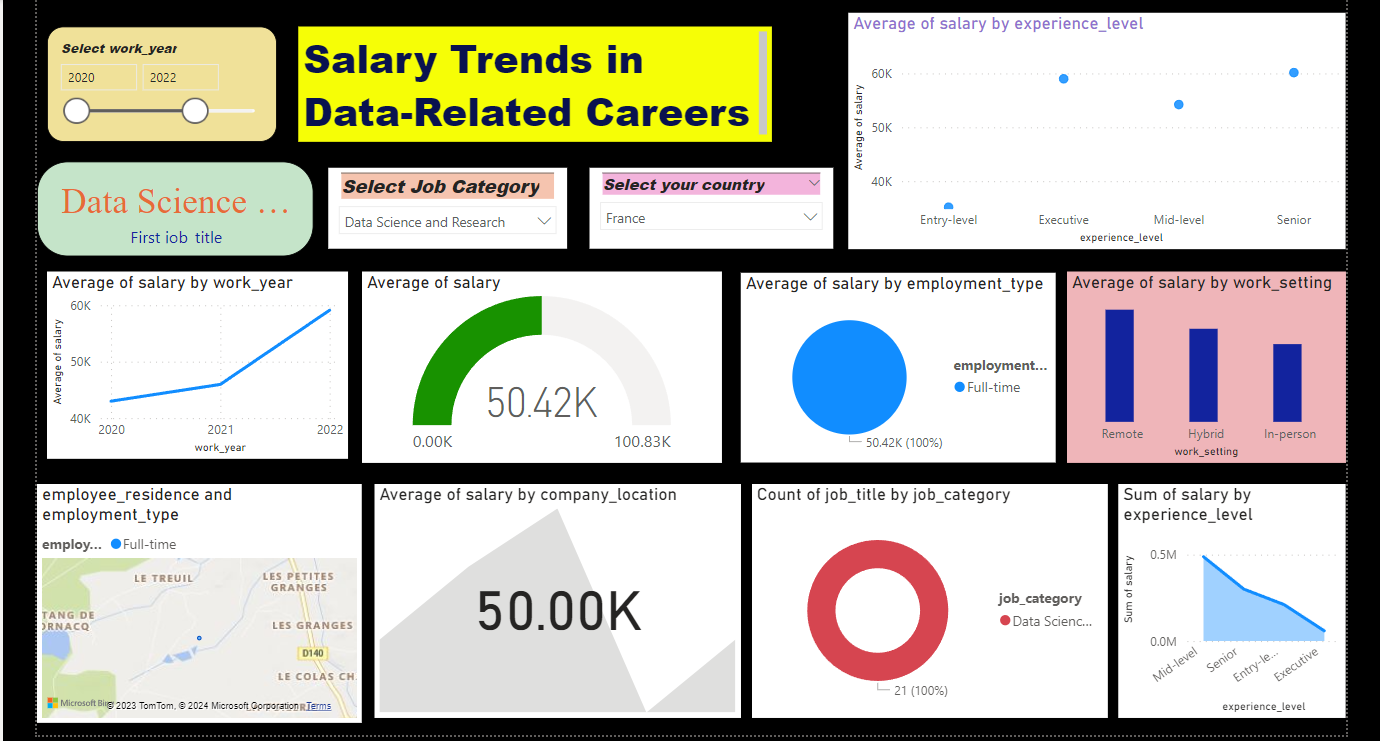 Select work_year
2020
2022
Salary Trends in
Data-Related Careers
Average of salary by experience_level
Average of salary
60K
50K
40K
Entry-level
Executive
Mid-level
Senior
experience_level
Data Science ...
First job title
Select Job Category
Data Science and Research
Select your country
France
Average of salary by work_year
Average of salary
60K
50K
40K
2020
2021
2022
work_year
Average of salary
50.42K
0.00K
100.83K
Average of salary by employment_type
employment...
Full-time
50.42K (100%)
Average of salary by work_setting
Remote
Hybrid
In-person
work_setting
employee_residence and
employment_type
employ...
Full-time
LE TREUIL
LES PETITES
GRANGES
TANG DE
ORNACQ
LES GRANGES
D140
LE COLAS CH
Microsoft Bing
© 2023 TomTom, © 2024 Microsoft Corporation Terms
Average of salary by company_location
50.00K
Count of job_title by job_category
job_category
Data Scienc...
21 (100%)
Sum of salary by
experience_level
Sum of salary
0.5M
0.0M
Mid-level
Senior
Entry-le...
Executive
experience_level